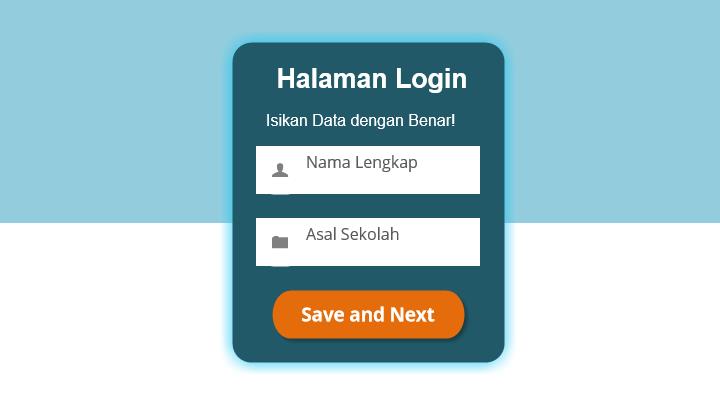 Halaman Login
Isikan Data dengan Benar!
Nama Lengkap
Asal Sekolah
Save and Next